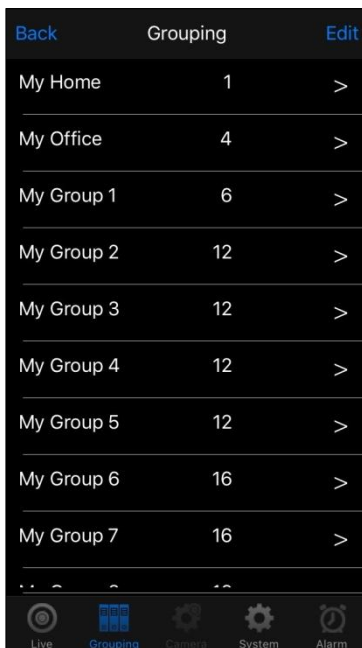 Back Grouping Edit
My Home 1 >
My Office 4 >
My Group 1 6 >
My Group 2 12 >
My Group 3 12 >
My Group 4 12 >
My Group 5 12 >
My Group 6 16 >
My Group 7 16 >
Live Grouping Camera System Alarm